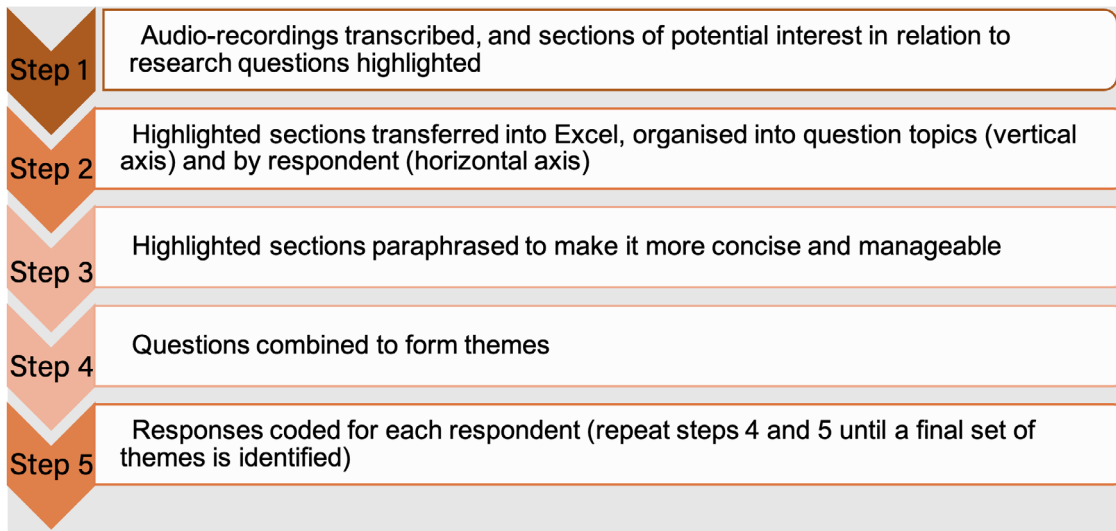 Step 1
Audio-recordings transcribed, and sections of potential interest in relation to
research questions highlighted
Step 2
Highlighted sections transferred into Excel, organised into question topics (vertical
axis) and by respondent (horizontal axis)
Step 3
Highlighted sections paraphrased to make it more concise and manageable
Step 4
Questions combined to form themes
Step 5
Responses coded for each respondent (repeat steps 4 and 5 until a final set of
themes is identified)